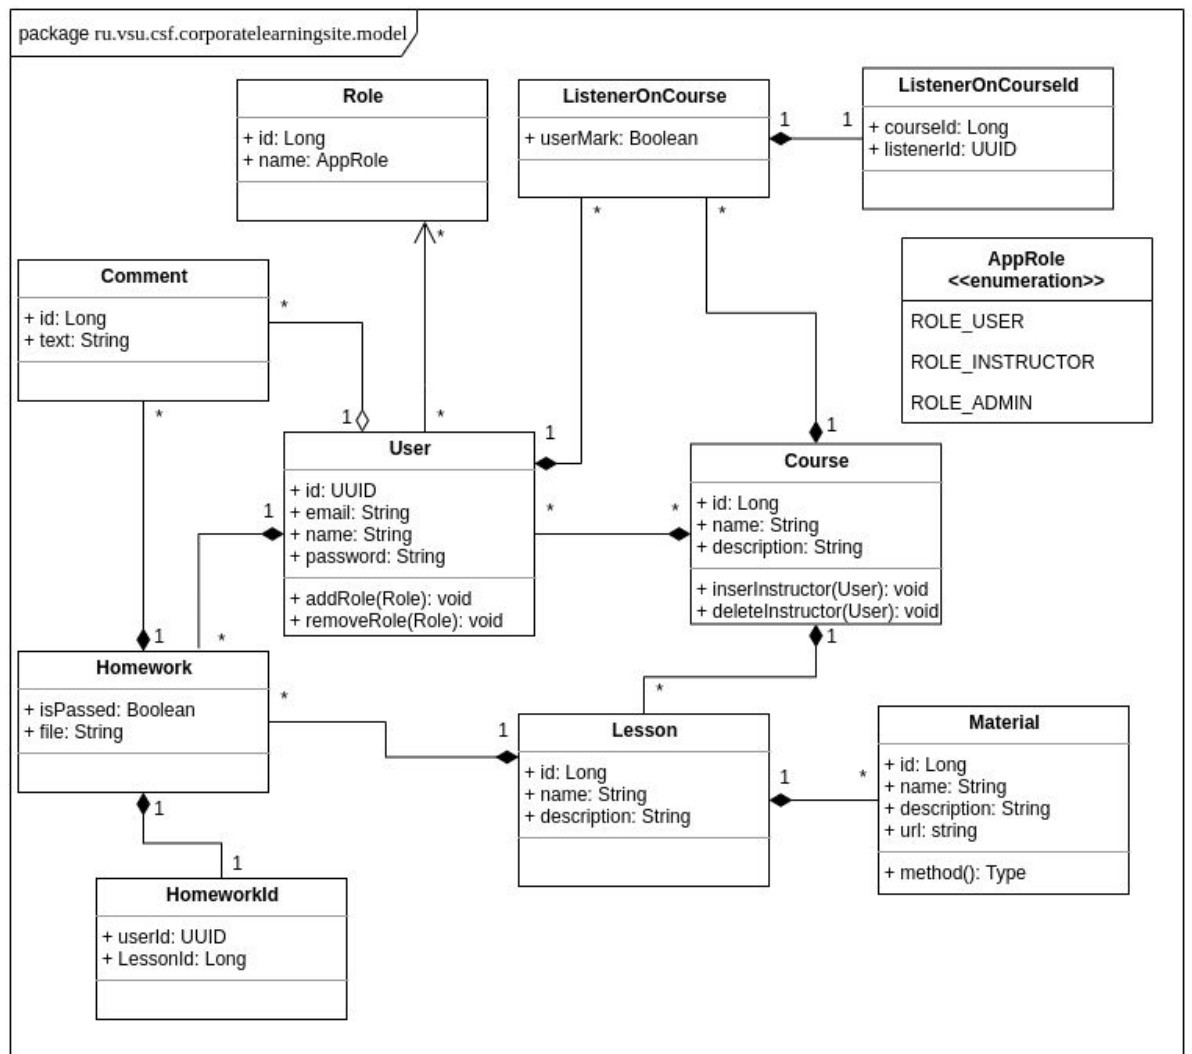 package ru.vsu.csf.corporatelearningsite.model
Role
+ id: Long
+ name: AppRole
ListenerOnCourse
+ userMark: Boolean
1
1
ListenerOnCourseId
+ courseId: Long
+ listenerId: UUID
*
*
*
AppRole
<<enumeration>>
ROLE_USER
ROLE_INSTRUCTOR
ROLE_ADMIN
Comment
+ id: Long
+ text: String
*
*
1
*
1
1
User
+ id: UUID
+ email: String
+ name: String
+ password: String
+ addRole(Role): void
+ removeRole(Role): void
1
*
*
Course
+ id: Long
+ name: String
+ description: String
+ inserInstructor(User): void
+ deleteInstructor(User): void
1
*
1
*
Homework
+ isPassed: Boolean
+ file: String
*
1
Lesson
+ id: Long
+ name: String
+ description: String
1
*
Material
+ id: Long
+ name: String
+ description: String
+ url: string
+ method(): Type
1
1
HomeworkId
+ userId: UUID
+ LessonId: Long